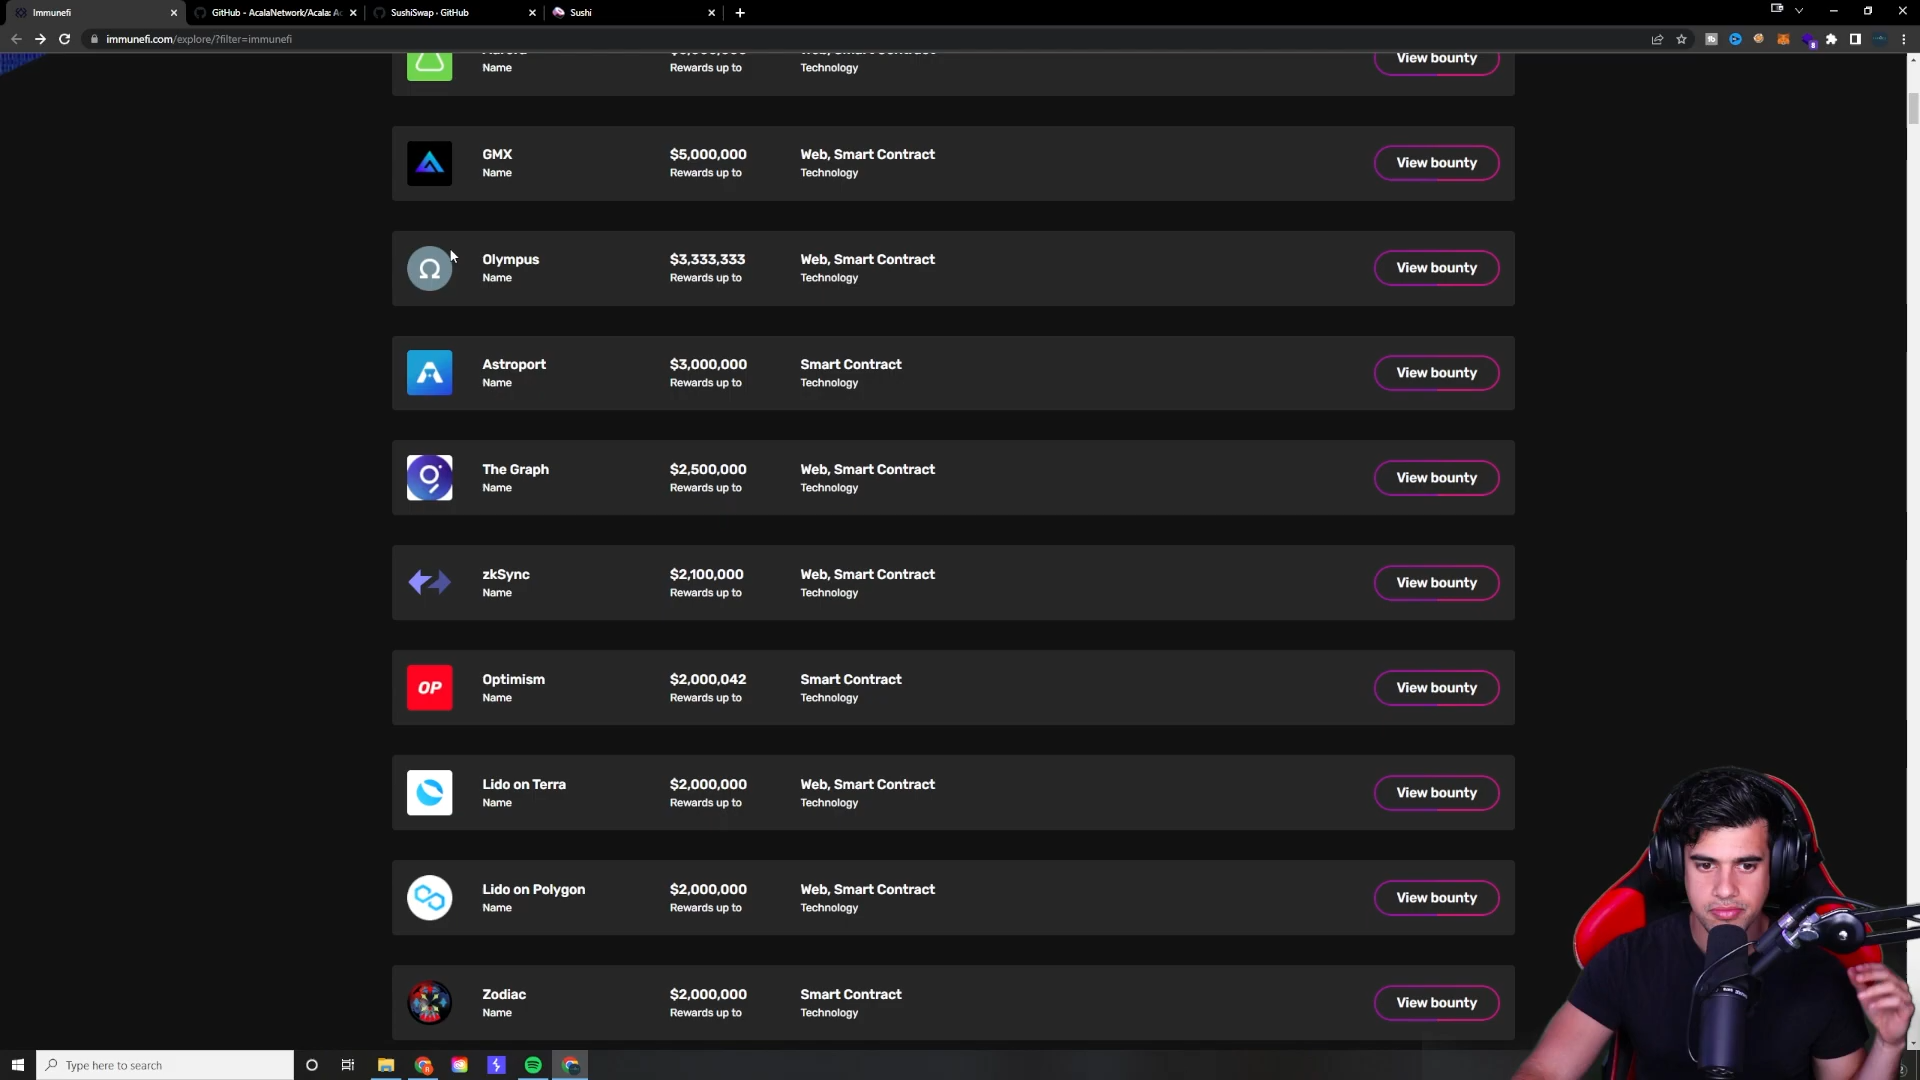 Immunefi
GitHub - AcalaNetwork/Acala: Ac
SushiSwap · GitHub
Sushi
immunefi.com/explore/?filter=immunefi
Name
Rewards up to
Web, Smart Contract
Technology
View bounty
GMX
$5,000,000
Web, Smart Contract
Name
Rewards up to
Technology
View bounty
Olympus
$3,333,333
Web, Smart Contract
Name
Rewards up to
Technology
View bounty
Astroport
$3,000,000
Smart Contract
Name
Rewards up to
Technology
View bounty
The Graph
$2,500,000
Web, Smart Contract
Name
Rewards up to
Technology
View bounty
zkSync
$2,100,000
Web, Smart Contract
Name
Rewards up to
Technology
View bounty
OP
Optimism
$2,000,042
Smart Contract
Name
Rewards up to
Technology
View bounty
Lido on Terra
$2,000,000
Web, Smart Contract
Name
Rewards up to
Technology
View bounty
Lido on Polygon
$2,000,000
Web, Smart Contract
Name
Rewards up to
Technology
View bounty
Zodiac
$2,000,000
Smart Contract
Name
Rewards up to
Technology
View bounty
Type here to search